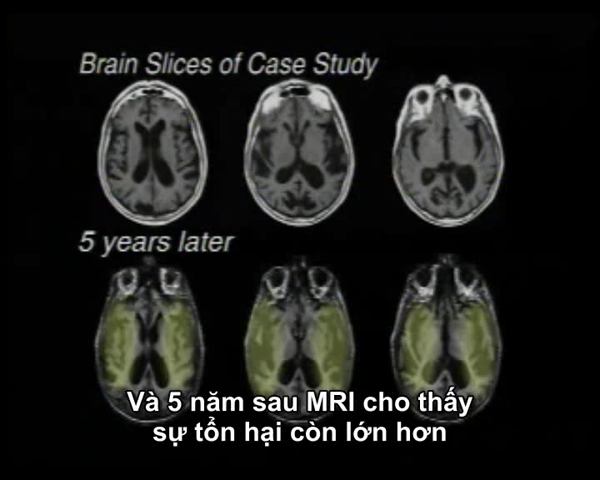 Brain Slices of Case Study
5 years later
Và 5 năm sau MRI cho thấy
sự tổn hại còn lớn hơn